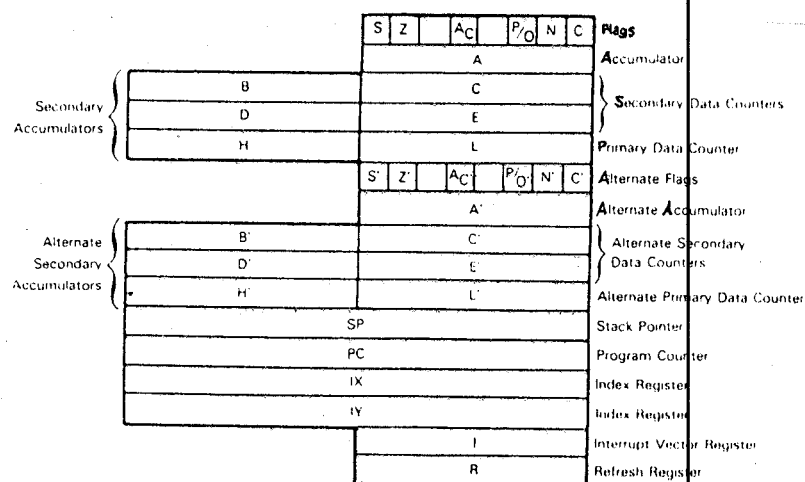 S Z AC P/O N C Flags
A Accumulator
B C
Secondary Accumulators
D E
Secondary Data Counters
H L Primary Data Counter
S' Z' AC' P/O' N' C' Alternate Flags
A' Alternate Accumulator
B' C'
Alternate Secondary Accumulators
D' E'
Alternate Secondary Data Counters
H' L' Alternate Primary Data Counter
SP Stack Pointer
PC Program Counter
IX Index Register
IY Index Register
I Interrupt Vector Register
R Refresh Register